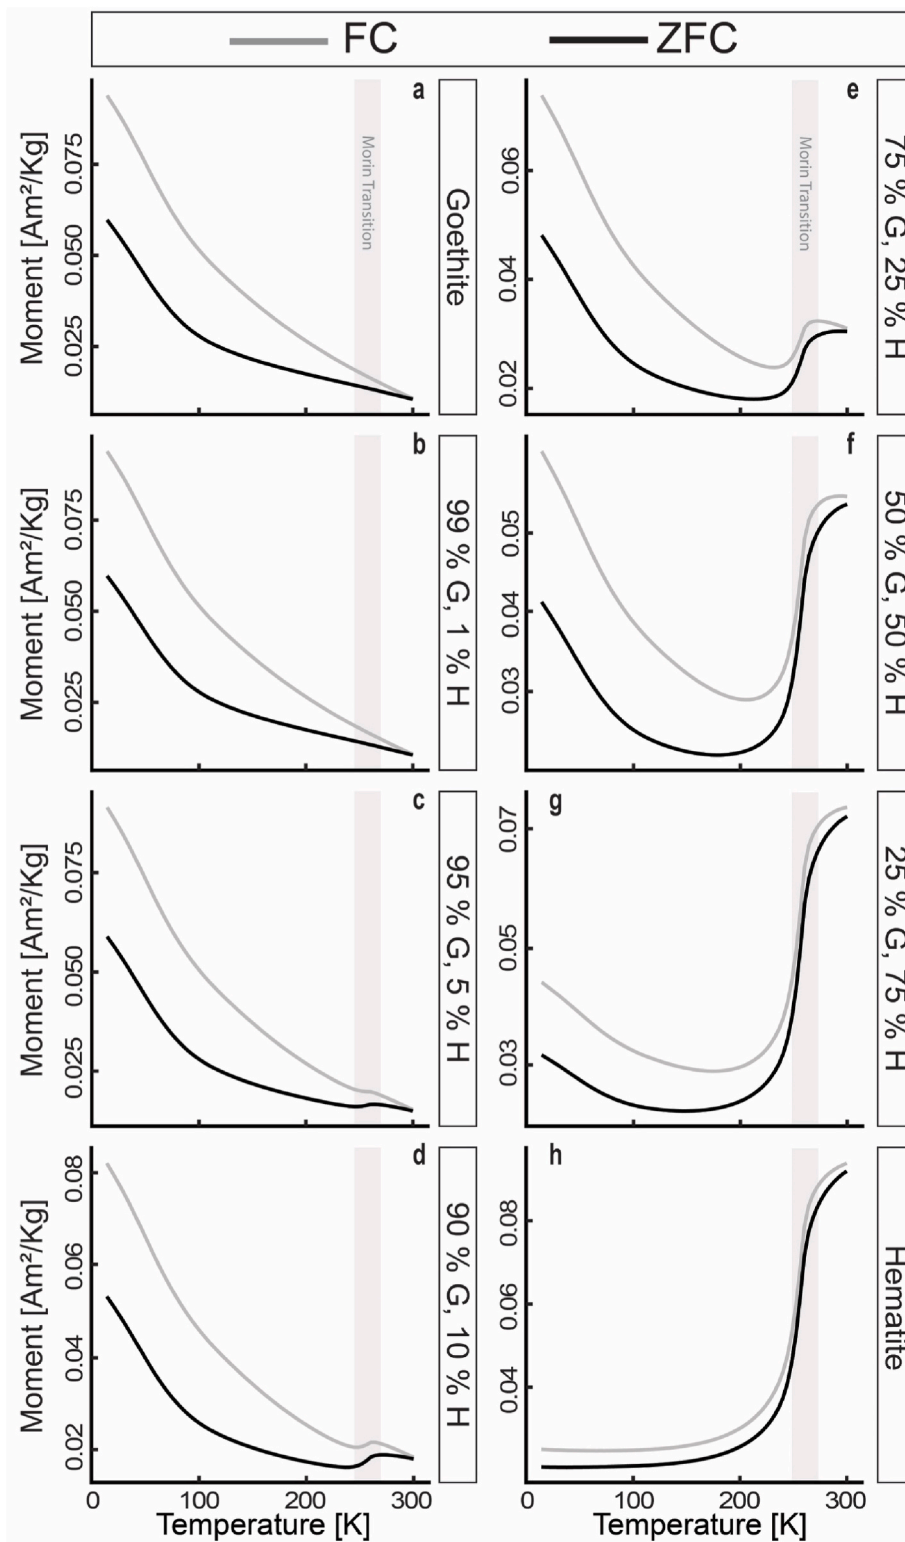 FC ZFC
a
Moment [Am²/Kg]
0.075
0.050
0.025
Morin Transition
Goethite
e
0.06
0.04
0.02
Morin Transition
75 % G, 25 % H
b
Moment [Am²/Kg]
0.075
0.050
0.025
99 % G, 1 % H
f
0.05
0.04
0.03
50 % G, 50 % H
c
Moment [Am²/Kg]
0.075
0.050
0.025
95 % G, 5 % H
g
0.07
0.05
0.03
25 % G, 75 % H
d
Moment [Am²/Kg]
0.08
0.06
0.04
0.02
90 % G, 10 % H
h
0.08
0.06
0.04
Hematite
0 100 200 300
Temperature [K]
0 100 200 300
Temperature [K]